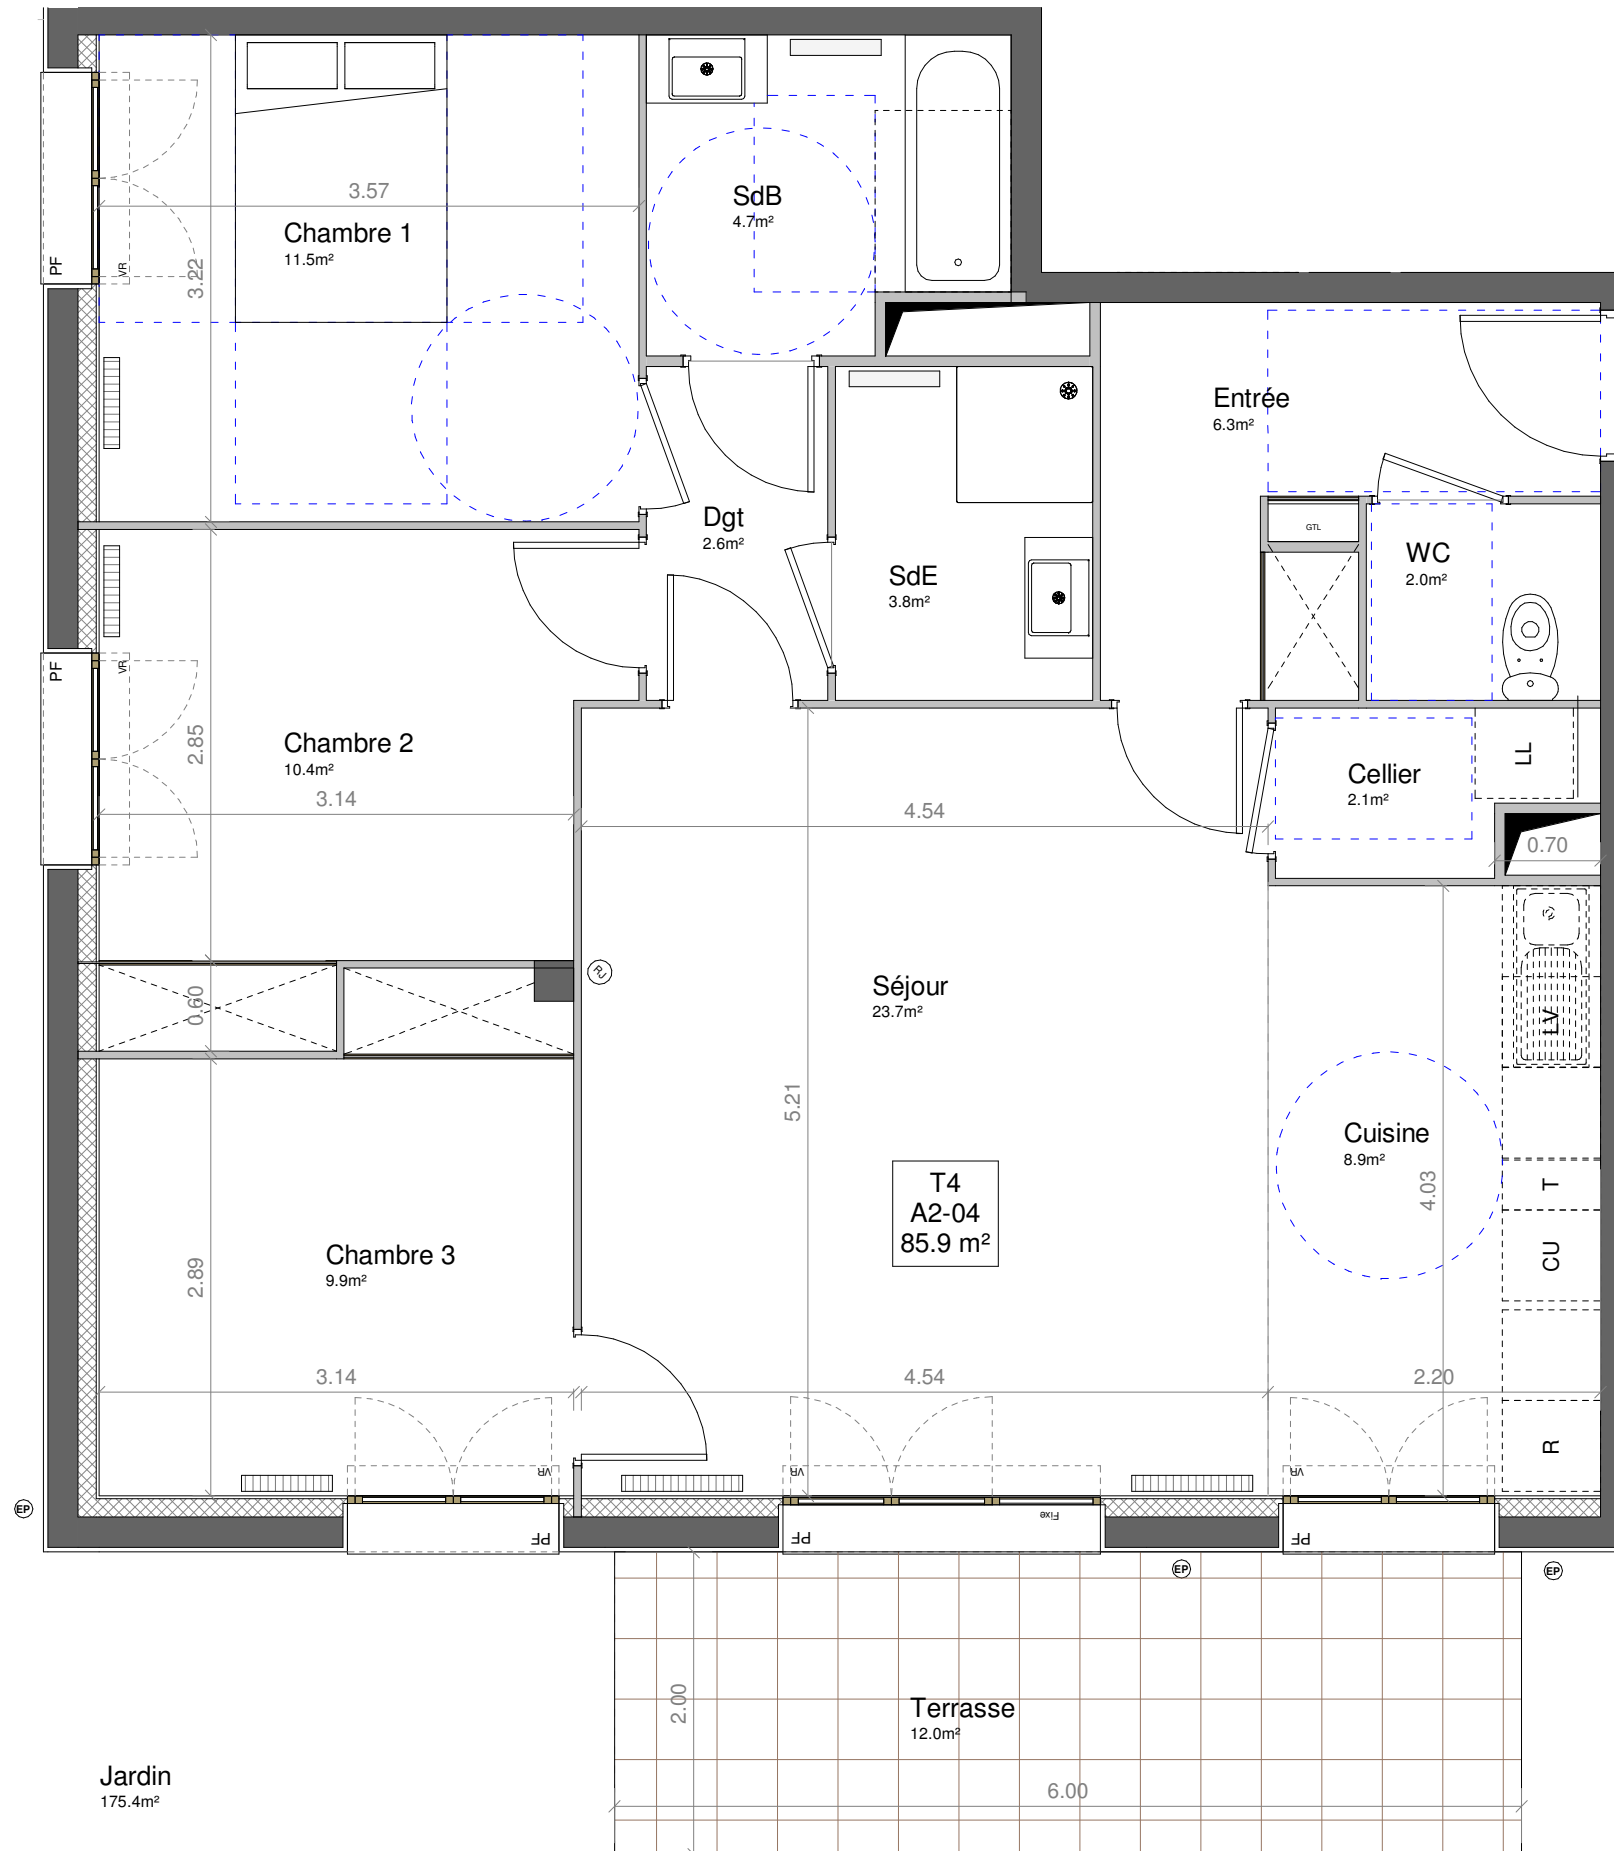 3.57
SdB
4.7m²
Chambre 1
11.5m²
PF
VR
3.22
Entrée
6.3m²
Dgt
2.6m²
GTL
SdE
3.8m²
WC
2.0m²
PF
VR
2.85
Chambre 2
10.4m²
3.14
4.54
Cellier
2.1m²
LL
0.70
RJ
0.60
Séjour
23.7m²
LV
5.21
Cuisine
8.9m²
4.03
T
T4
A2-04
85.9 m²
CU
Chambre 3
9.9m²
2.89
3.14
4.54
2.20
R
VR
VR
VR
EP
PF
PF
Fixe
PF
EP
EP
2.00
Terrasse
12.0m²
6.00
Jardin
175.4m²